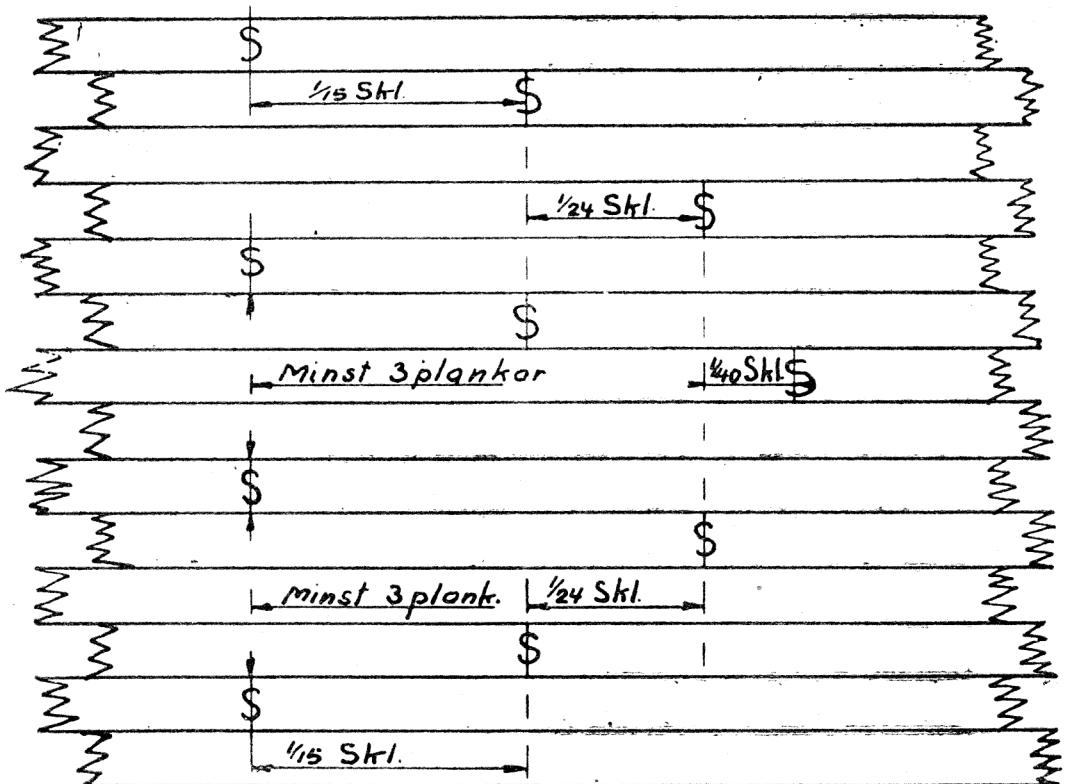 S
1/15 Skl. S
1/24 Skl. S
S
S
Minst 3 plankor 1/40 Skl. S
S
S
Minst 3 plank. 1/24 Skl.
S
S
1/15 Skl.